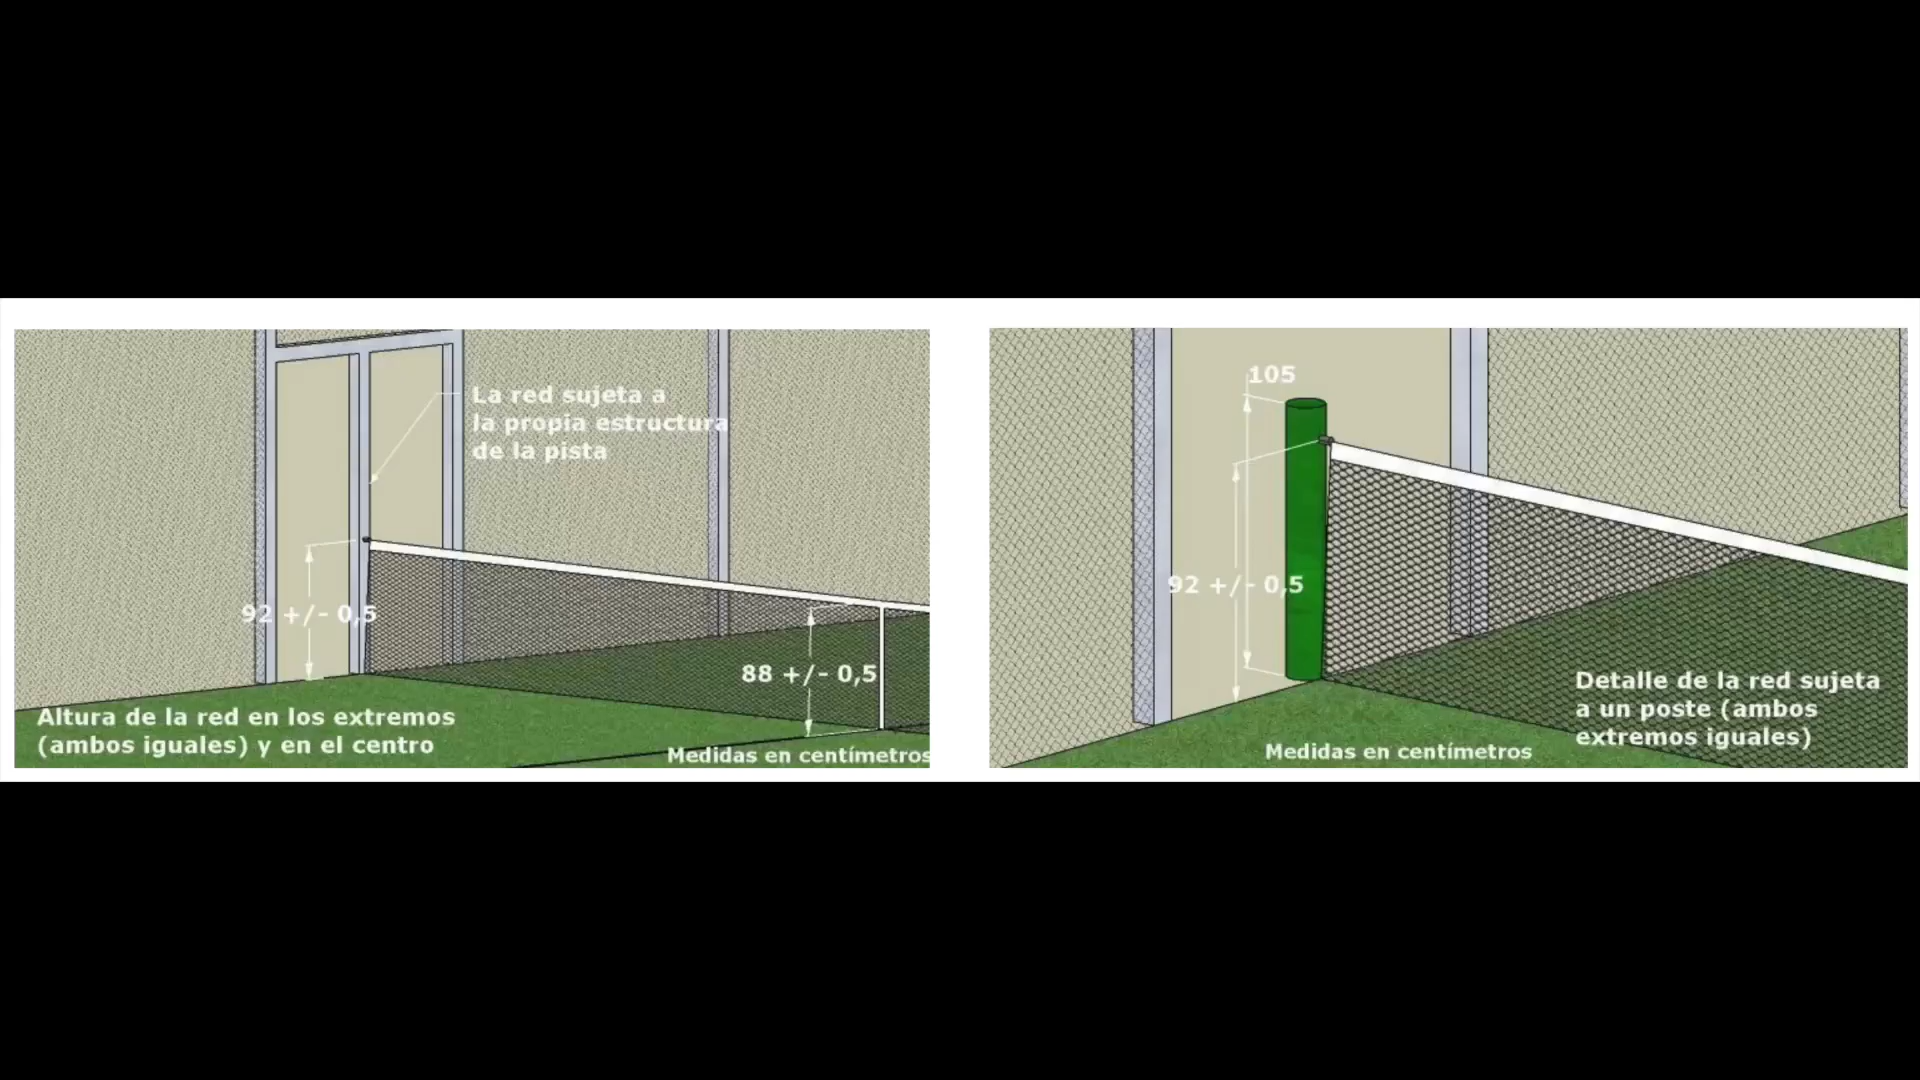 La red sujeta a
la propia estructura
de la pista
92 +/- 0,5
88 +/- 0,5
Altura de la red en los extremos
(ambos iguales) y en el centro
Medidas en centímetros
105
92 +/- 0,5
Detalle de la red sujeta
a un poste (ambos
extremos iguales)
Medidas en centímetros